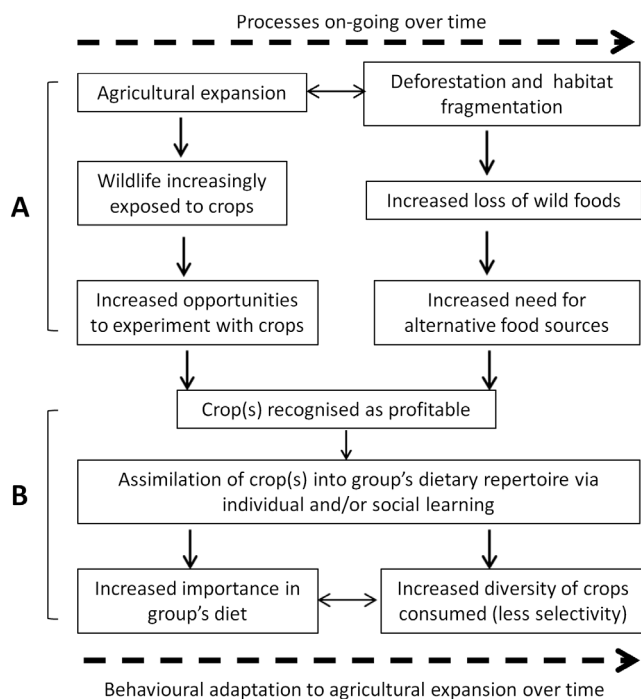 Processes on-going over time
Agricultural expansion
Deforestation and habitat
fragmentation
A
Wildlife increasingly
exposed to crops
Increased loss of wild foods
Increased opportunities
to experiment with crops
Increased need for
alternative food sources
Crop(s) recognised as profitable
B
Assimilation of crop(s) into group's dietary repertoire via
individual and/or social learning
Increased importance in
group's diet
Increased diversity of crops
consumed (less selectivity)
Behavioural adaptation to agricultural expansion over time